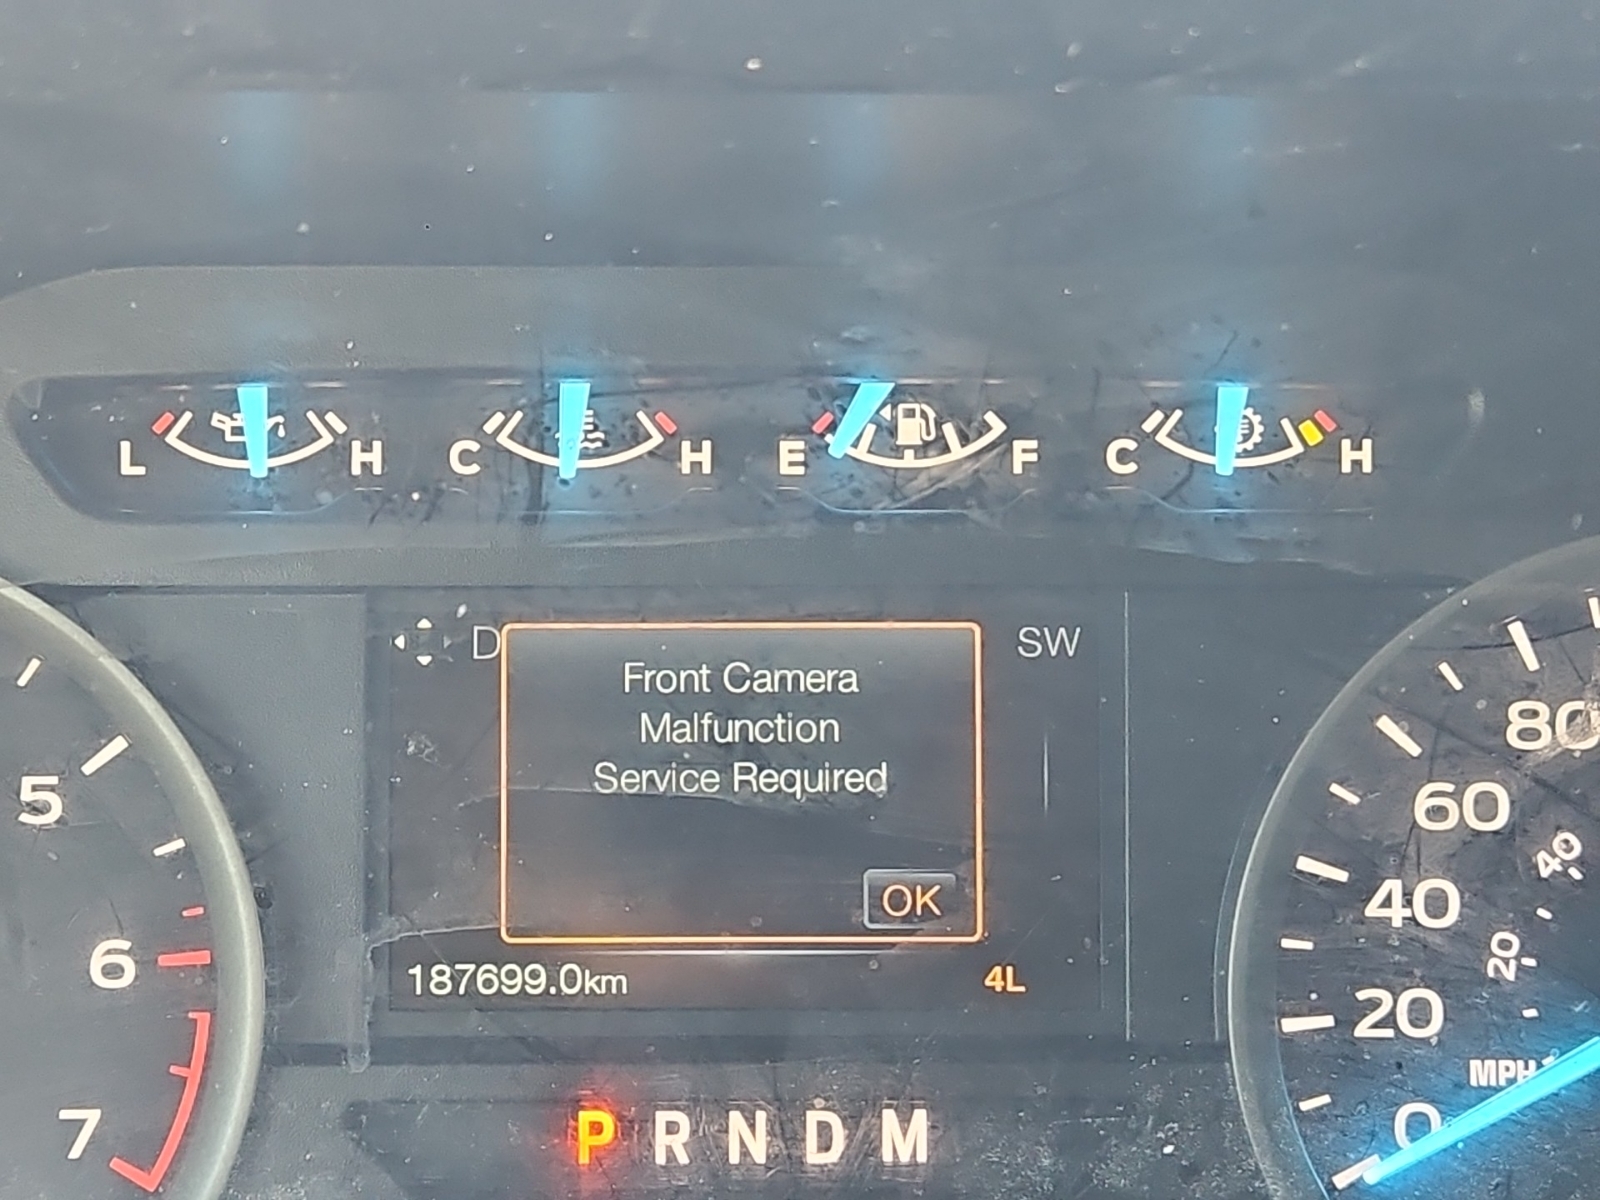 L H C H E F C H
D SW
Front Camera
Malfunction
Service Required
OK
187699.0km 4L
5
6
7
80
60
40
20
0
40
20
MPH
P R N D M